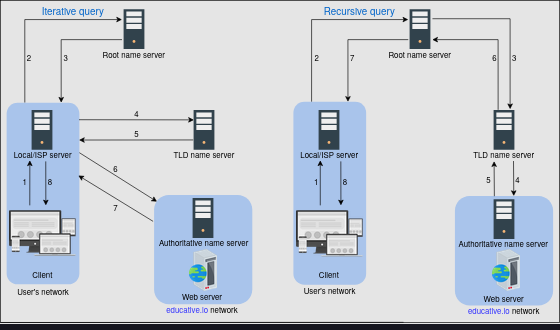 Iterative query
Root name server
2
3
Local/ISP server
4
5
TLD name server
1
8
6
7
Authoritative name server
Client
Web server
User's network
educative.io network
Recursive query
Root name server
2
7
6
3
Local/ISP server
TLD name server
1
8
5
4
Authoritative name server
Client
Web server
User's network
educative.io network